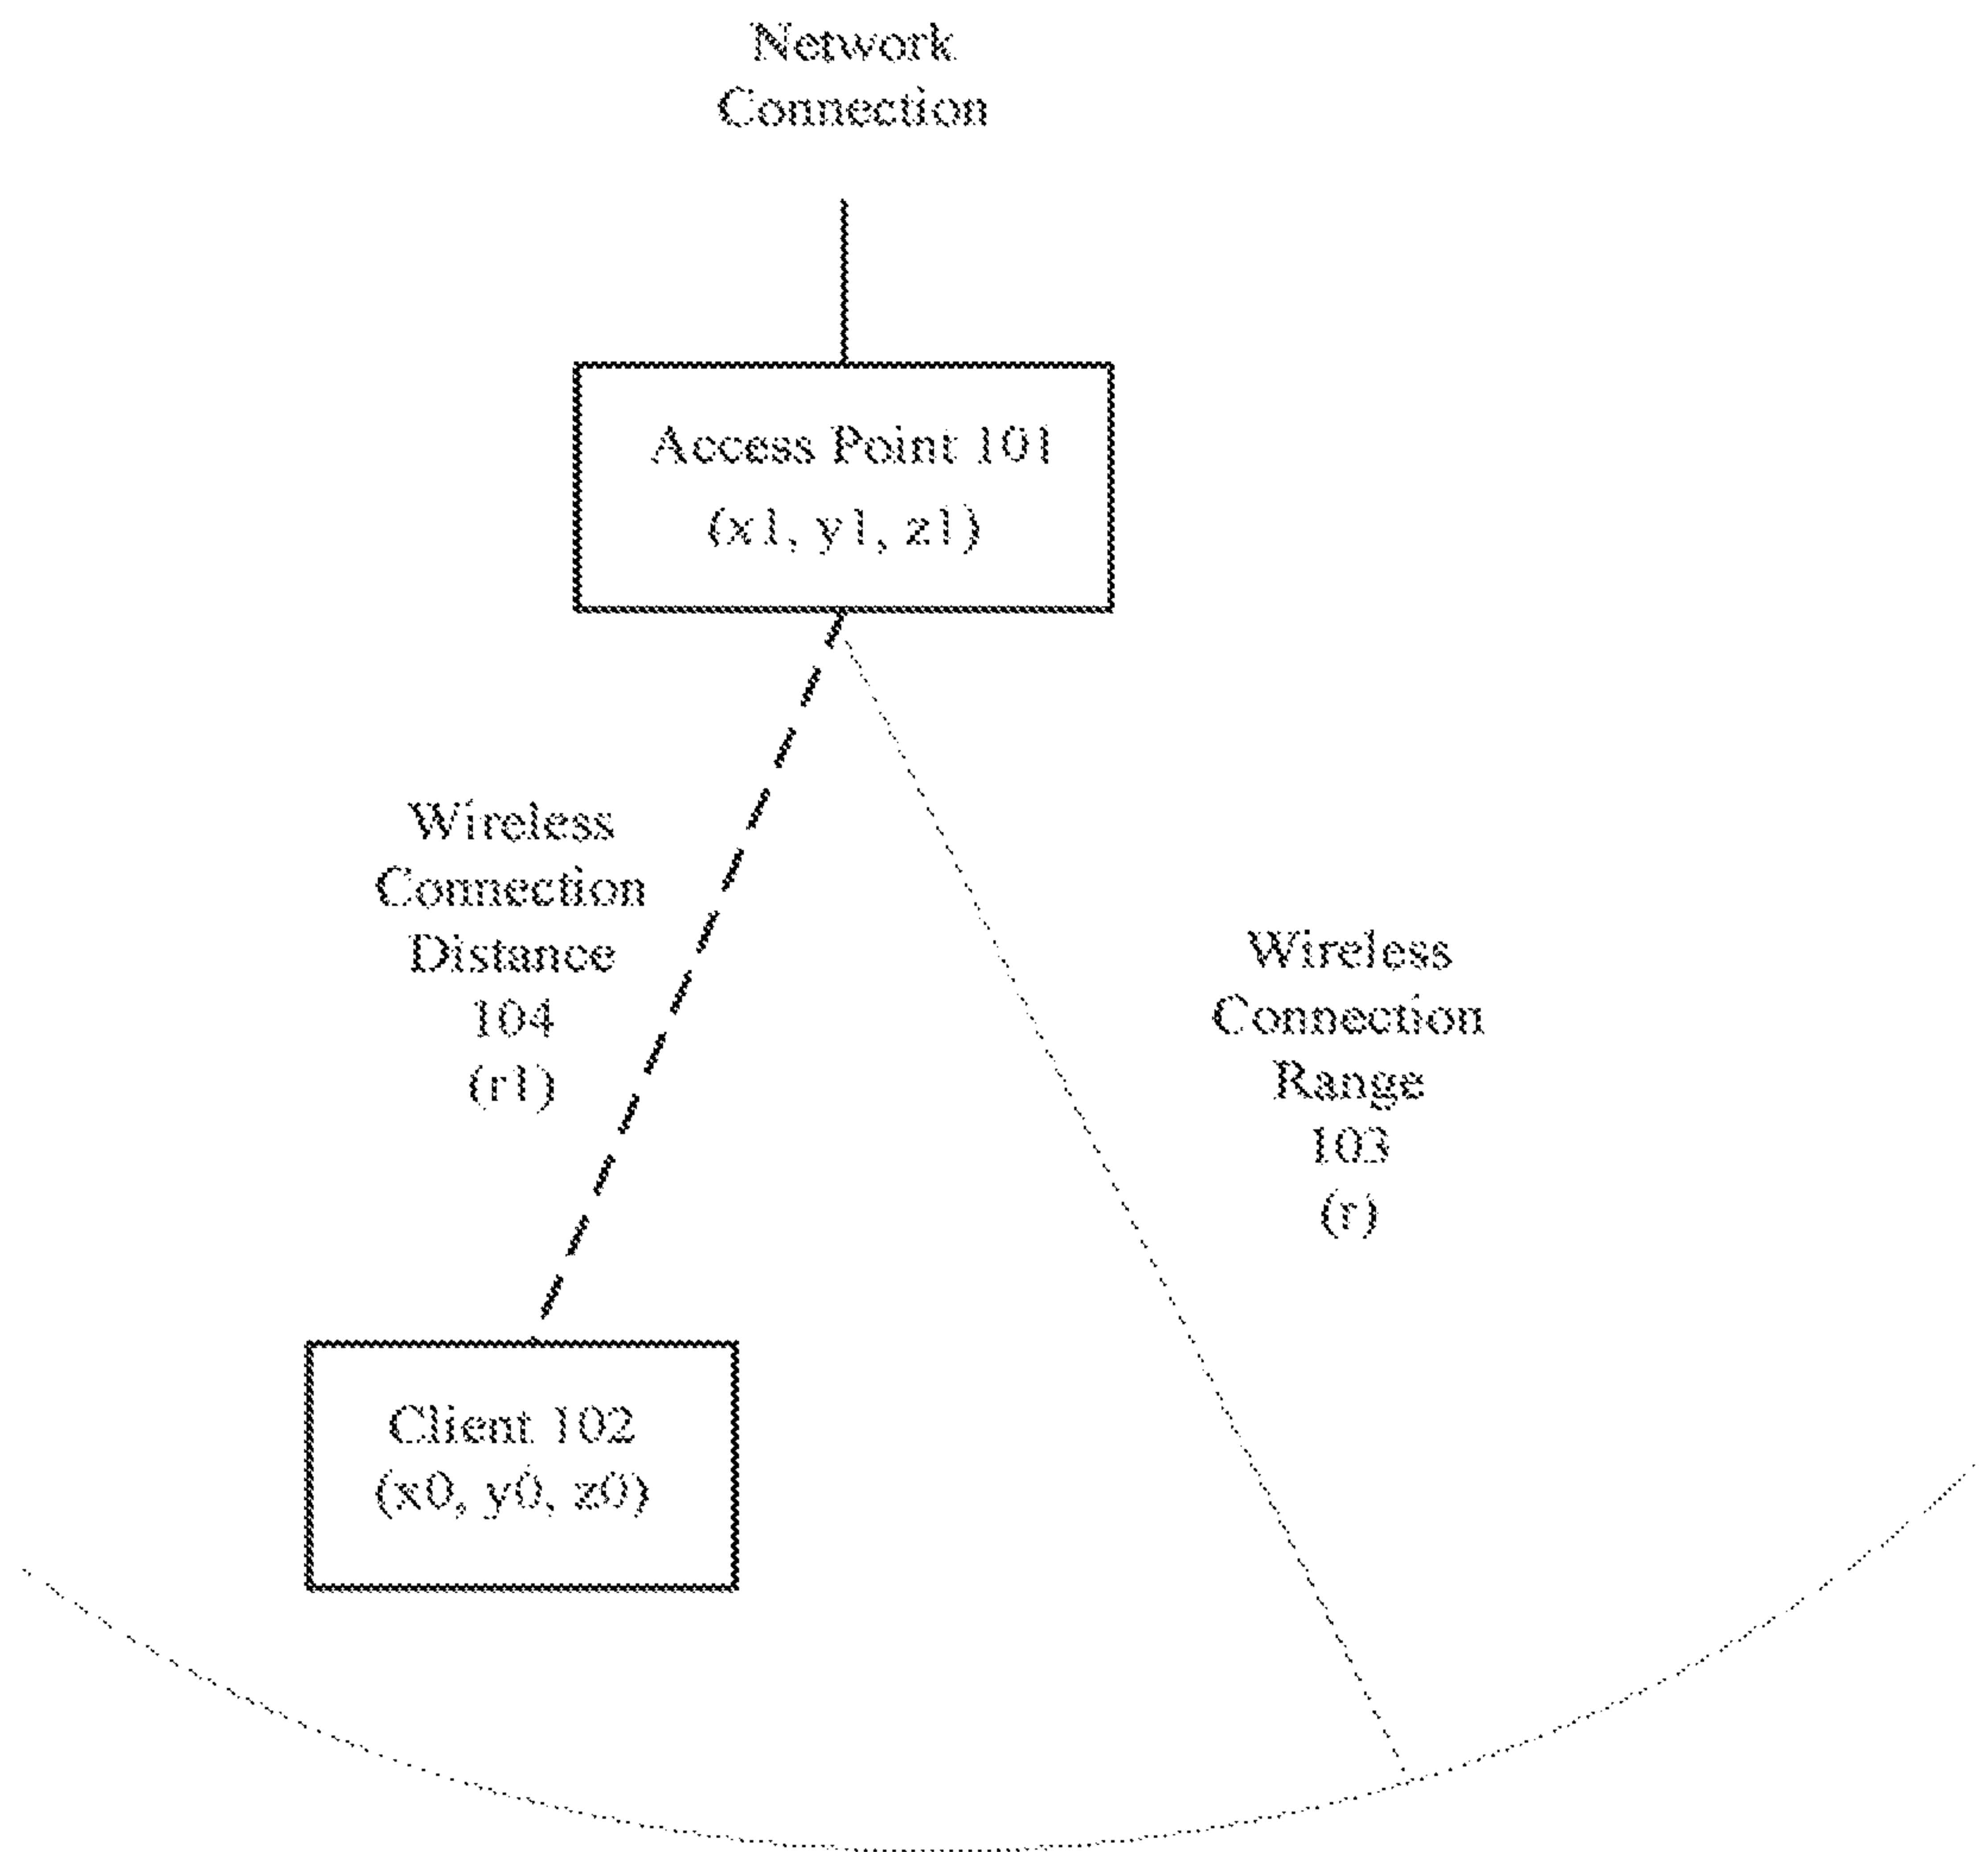 Network
Connection
Access Point 101
(x1, y1, z1)
Wireless
Connection
Distance
104
(r1)
Wireless
Connection
Range
103
(r)
Client 102
(x0, y0, z0)